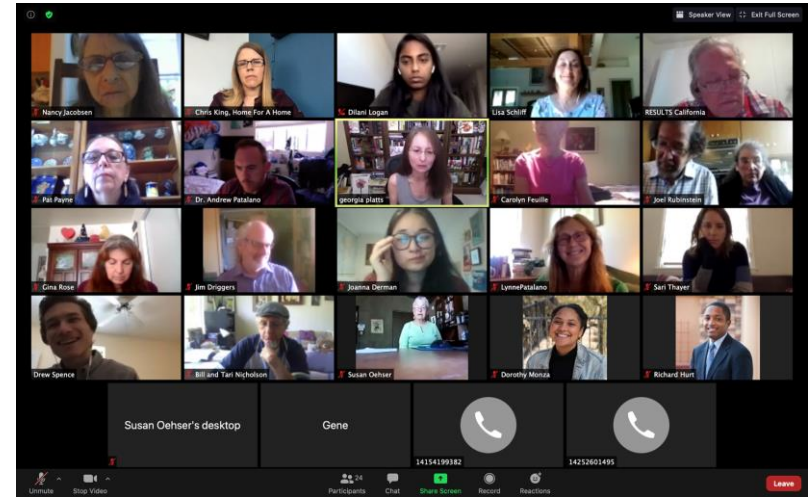 Speaker View Exit Full Screen
Nancy Jacobsen
Chris King, Home For A Home
Dilani Logan
Lisa Schliff
RESULTS California
Pat Payne
Dr. Andrew Patalano
georgia platts
Carolyn Feuille
Joel Rubinstein
Gina Rose
Jim Driggers
Joanna Derman
LynnePatalano
Sari Thayer
Drew Spence
Bill and Tari Nicholson
Susan Oehser
Dorothy Monza
Richard Hurt
Susan Oehser's desktop
Gene
14154199382
14252601495
Unmute
Stop Video
24
Participants
Chat
Share Screen
Record
Reactions
Leave